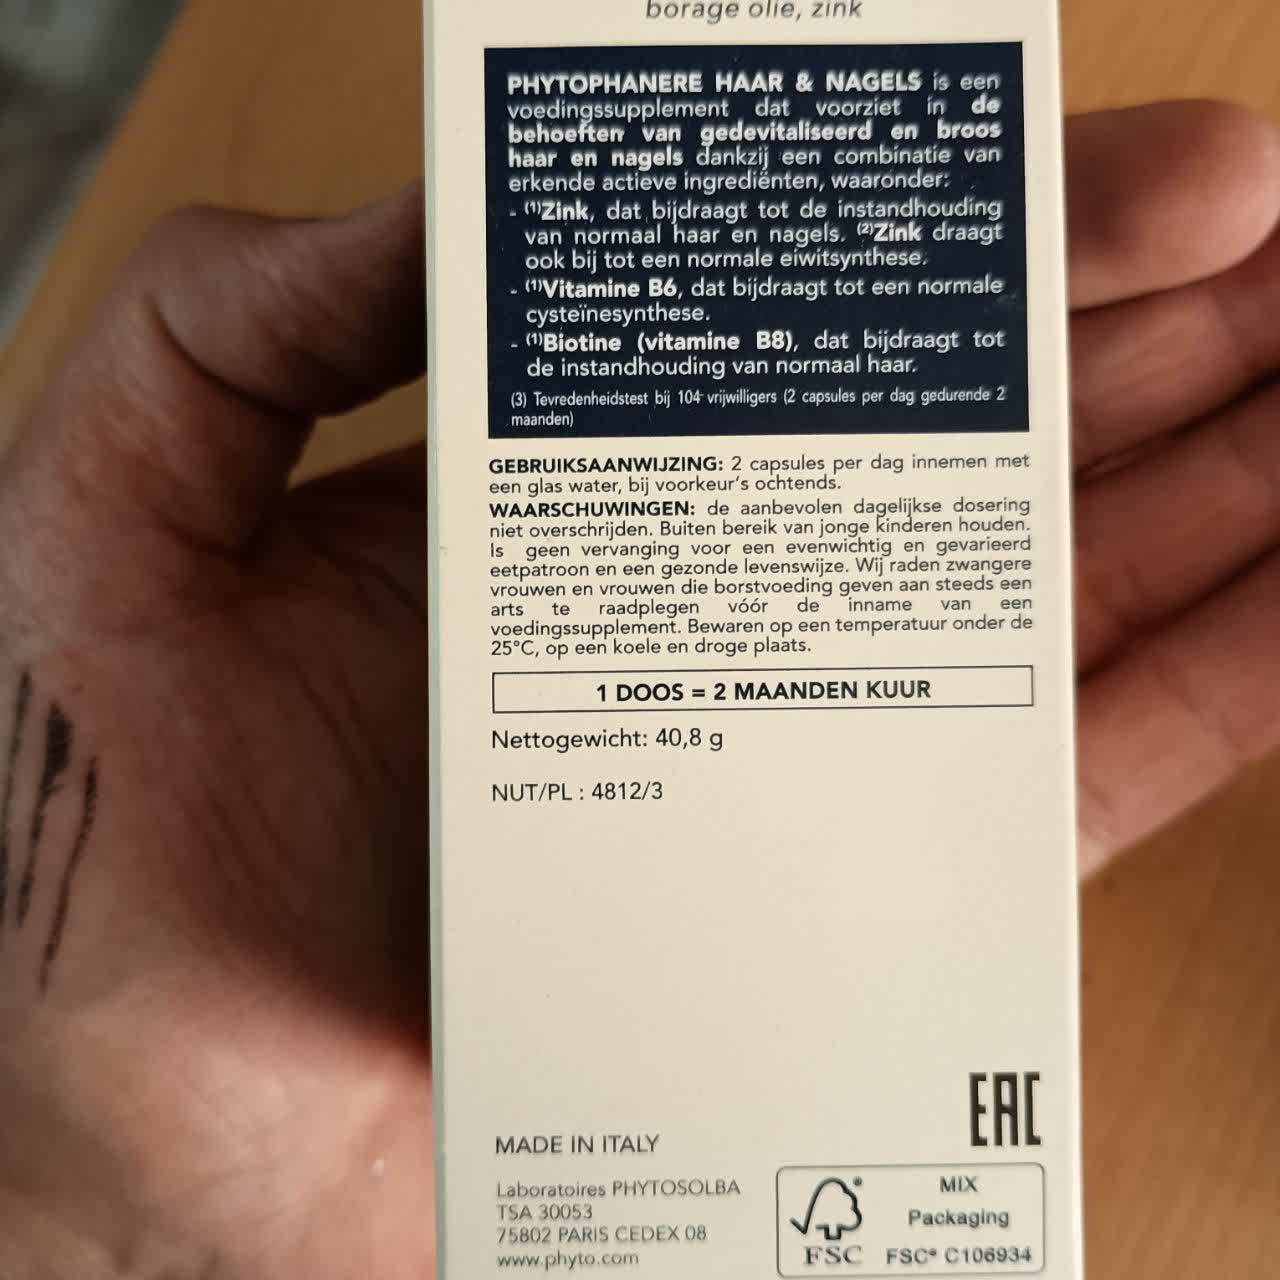 borage olie, zink
PHYTOPHANERE HAAR & NAGELS is een
voedingssupplement dat voorziet in de
behoeften van gedevitaliseerd en broos
haar en nagels dankzij een combinatie van
erkende actieve ingrediënten, waaronder:
- (1)Zink, dat bijdraagt tot de instandhouding
van normaal haar en nagels. (2)Zink draagt
ook bij tot een normale eiwitsynthese.
- (1)Vitamine B6, dat bijdraagt tot een normale
cysteïnesynthese.
- (1)Biotine (vitamine B8), dat bijdraagt tot
de instandhouding van normaal haar.
(3) Tevredenheidstest bij 104 vrijwilligers (2 capsules per dag gedurende 2
maanden)
GEBRUIKSAANWIJZING: 2 capsules per dag innemen met
een glas water, bij voorkeur's ochtends.
WAARSCHUWINGEN: de aanbevolen dagelijkse dosering
niet overschrijden. Buiten bereik van jonge kinderen houden.
Is geen vervanging voor een evenwichtig en gevarieerd
eetpatroon en een gezonde levenswijze. Wij raden zwangere
vrouwen en vrouwen die borstvoeding geven aan steeds een
arts te raadplegen vóór de inname van een
voedingssupplement. Bewaren op een temperatuur onder de
25°C, op een koele en droge plaats.
1 DOOS = 2 MAANDEN KUUR
Nettogewicht: 40,8 g
NUT/PL : 4812/3
EAC
MADE IN ITALY
Laboratoires PHYTOSOLBA
TSA 30053
75802 PARIS CEDEX 08
www.phyto.com
MIX
Packaging
FSC
FSC® C106934